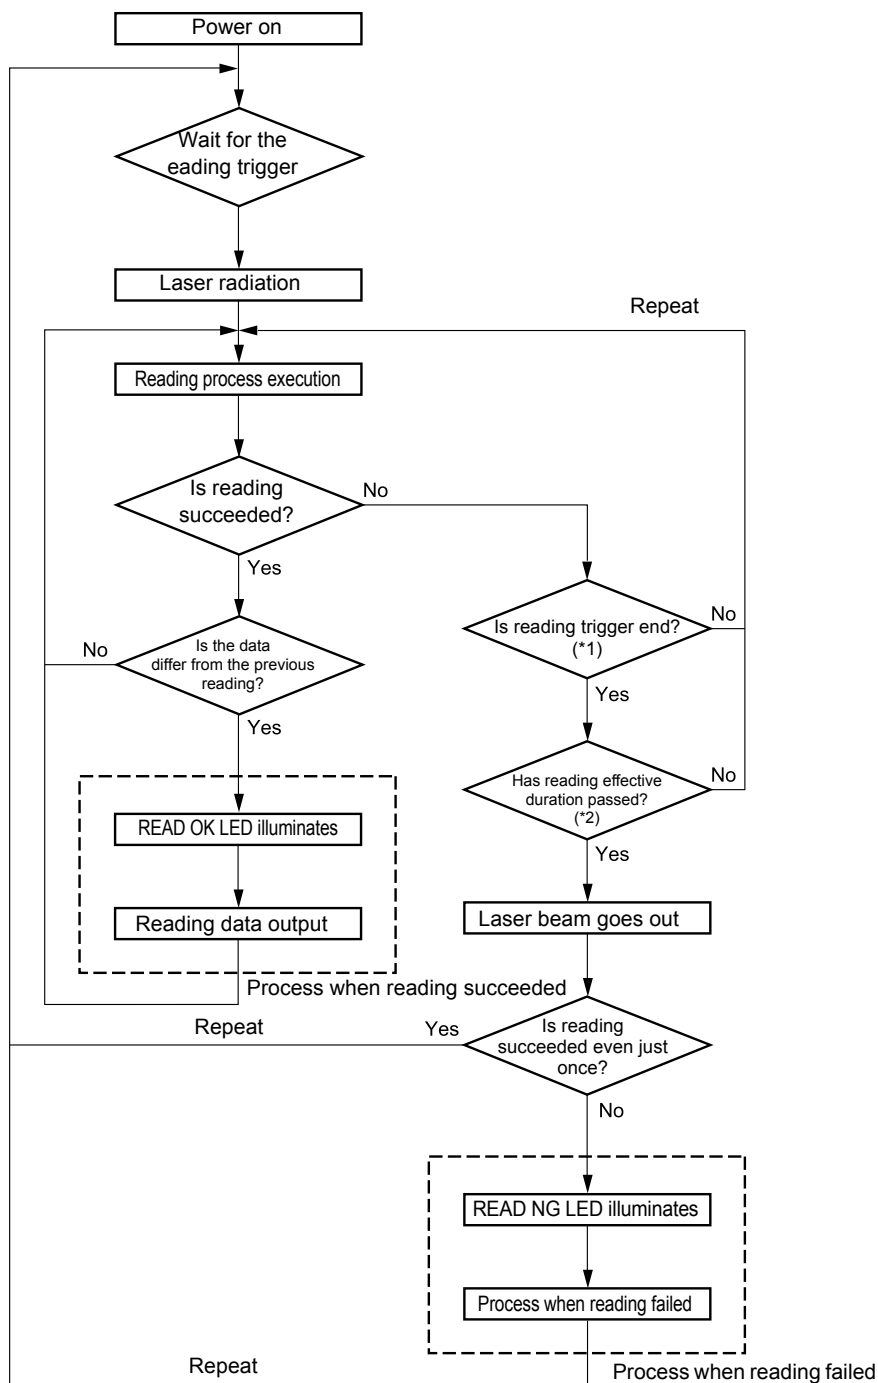 Power on
Wait for the
eading trigger
Laser radiation
Repeat
Reading process execution
Is reading
succeeded?
No
Yes
Is reading trigger end?
(*1)
No
Yes
Is the data
differ from the previous
reading?
No
Yes
Has reading effective
duration passed?
(*2)
No
Yes
READ OK LED illuminates
Reading data output
Process when reading succeeded
Laser beam goes out
Repeat
Yes
Is reading
succeeded even just
once?
No
READ NG LED illuminates
Process when reading failed
Repeat
Process when reading failed